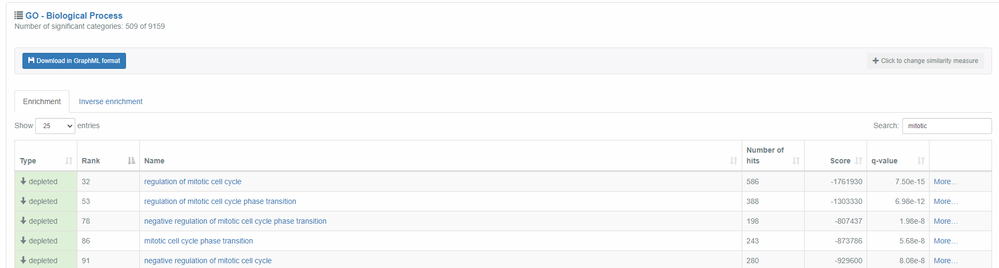 GO - Biological Process
Number of significant categories: 509 of 9159
Download in GraphML format
Click to change similarity measure
Enrichment Inverse enrichment
Show 25 entries Search: mitotic
Type Rank Name Number of hits Score q-value
depleted 32 regulation of mitotic cell cycle 586 -1761930 7.50e-15 More…
depleted 53 regulation of mitotic cell cycle phase transition 388 -1303330 6.98e-12 More…
depleted 78 negative regulation of mitotic cell cycle phase transition 198 -807437 1.98e-8 More…
depleted 86 mitotic cell cycle phase transition 243 -873786 5.68e-8 More…
depleted 91 negative regulation of mitotic cell cycle 280 -929600 8.08e-8 More…